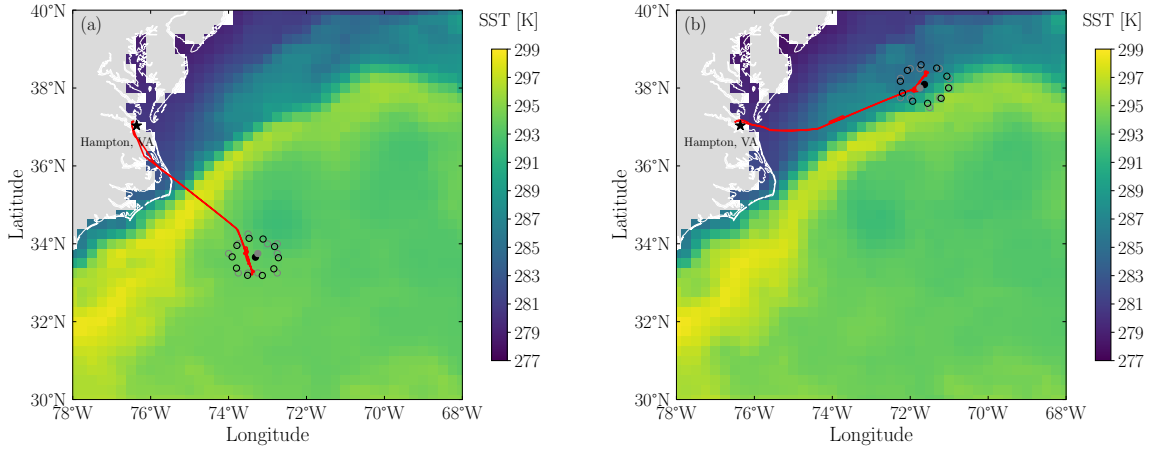 (a)
40°N
38°N
36°N
34°N
32°N
30°N
Latitude
78°W
76°W
74°W
72°W
70°W
68°W
Longitude
Hampton, VA
SST [K]
299
297
295
293
291
289
287
285
283
281
279
277
(b)
40°N
38°N
36°N
34°N
32°N
30°N
Latitude
78°W
76°W
74°W
72°W
70°W
68°W
Longitude
Hampton, VA
SST [K]
299
297
295
293
291
289
287
285
283
281
279
277